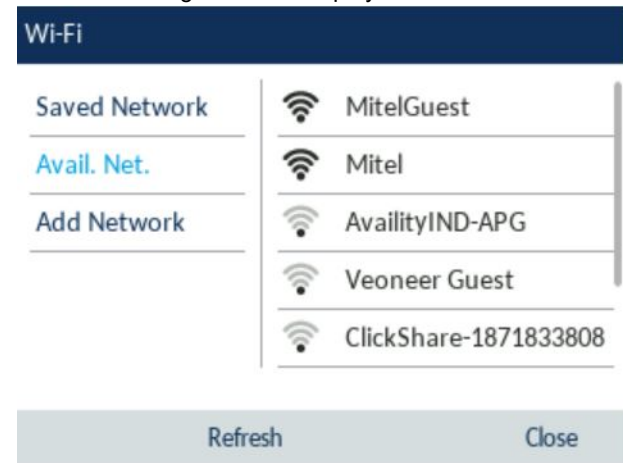 Wi-Fi
Saved Network
Avail. Net.
Add Network
MitelGuest
Mitel
AvailityIND-APG
Veoneer Guest
ClickShare-1871833808
Refresh
Close